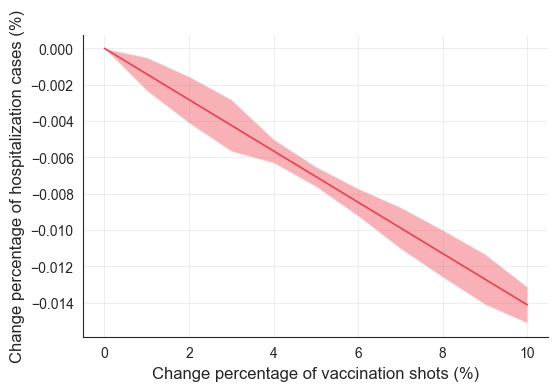 Change percentage of hospitalization cases (%)
0.000
−0.002
−0.004
−0.006
−0.008
−0.010
−0.012
−0.014
0 2 4 6 8 10
Change percentage of vaccination shots (%)